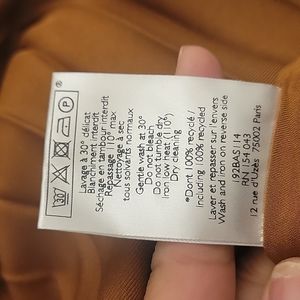 Lavage à 30° délicat
Blanchiment interdit
Séchage en tambour interdit
Repassage 110° max
Nettoyage à sec
tous solvants normaux
Gentle wash at 30°
Do not bleach
Do not tumble dry
Iron low heat (110°)
Dry cleaning
*Dont 100% recyclé /
Including 100% recycled
Laver et repasser sur l'envers
Wash and iron on reverse side
RN 154 043
12 rue d'Uzès 75002 Paris